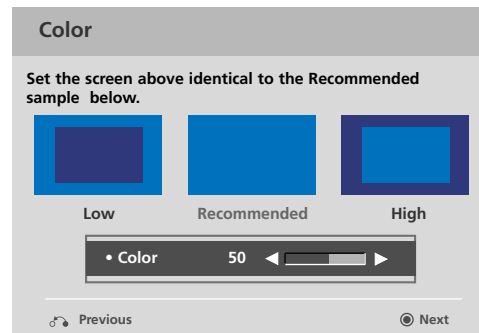 Color
Set the screen above identical to the Recommended
sample below.
Low Recommended High
• Color 50 ◀ ▶
Previous ◉ Next